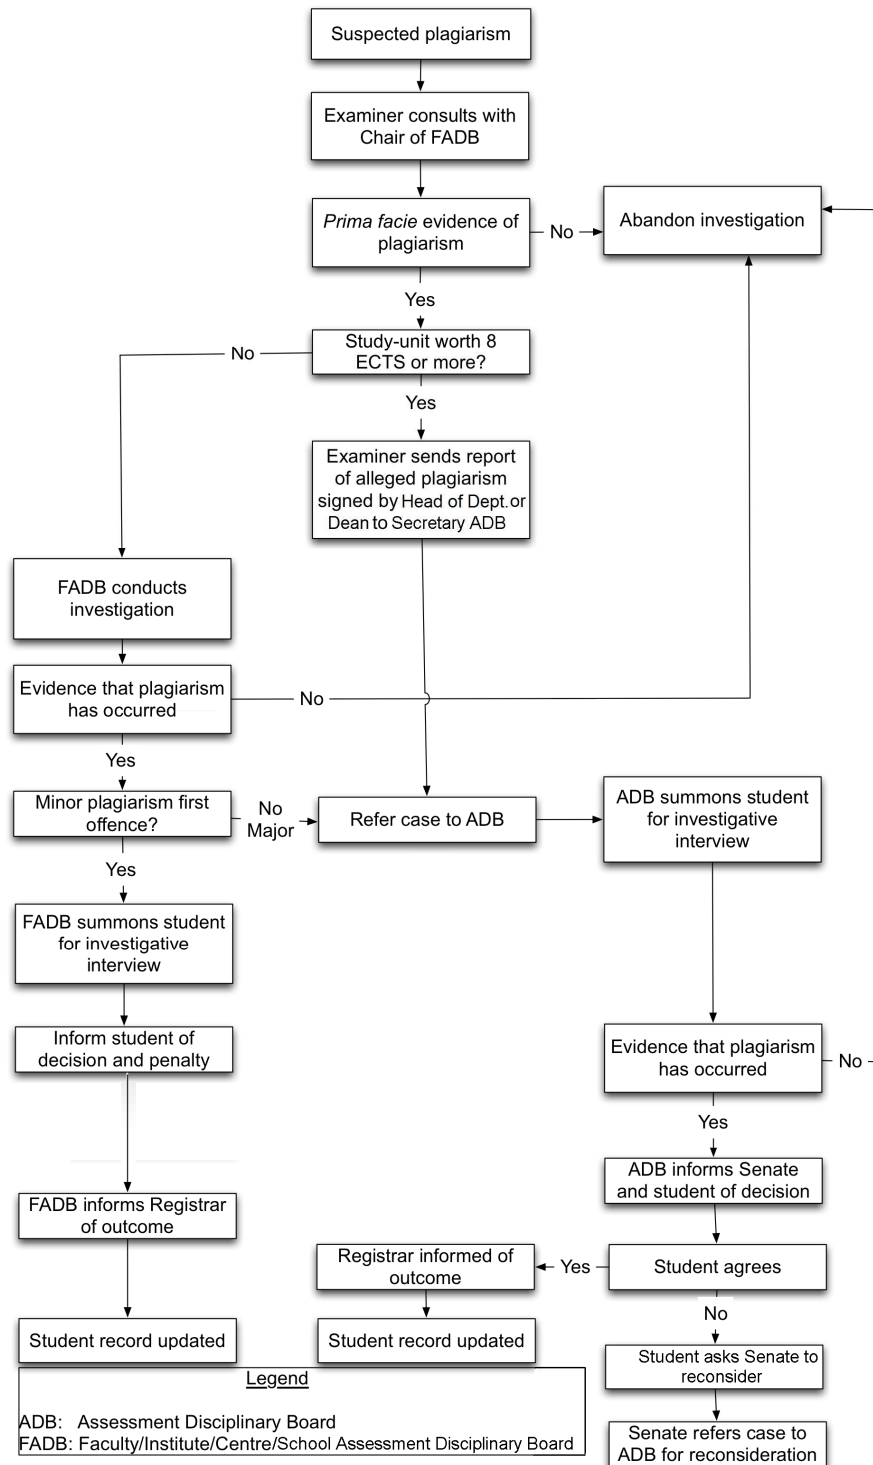 Suspected plagiarism
Examiner consults with
Chair of FADB
Prima facie evidence of
plagiarism
No
Abandon investigation
Yes
Study-unit worth 8
ECTS or more?
No
Yes
Examiner sends report
of alleged plagiarism
signed by Head of Dept. or
Dean to Secretary ADB
FADB conducts
investigation
Evidence that plagiarism
has occurred
No
Yes
Minor plagiarism first
offence?
No
Major
Refer case to ADB
ADB summons student
for investigative
interview
Yes
FADB summons student
for investigative
interview
Inform student of
decision and penalty
Evidence that plagiarism
has occurred
No
Yes
ADB informs Senate
and student of decision
FADB informs Registrar
of outcome
Registrar informed of
outcome
Yes
Student agrees
No
Student record updated
Student record updated
Student asks Senate to
reconsider
Senate refers case to
ADB for reconsideration
Legend
ADB: Assessment Disciplinary Board
FADB: Faculty/Institute/Centre/School Assessment Disciplinary Board